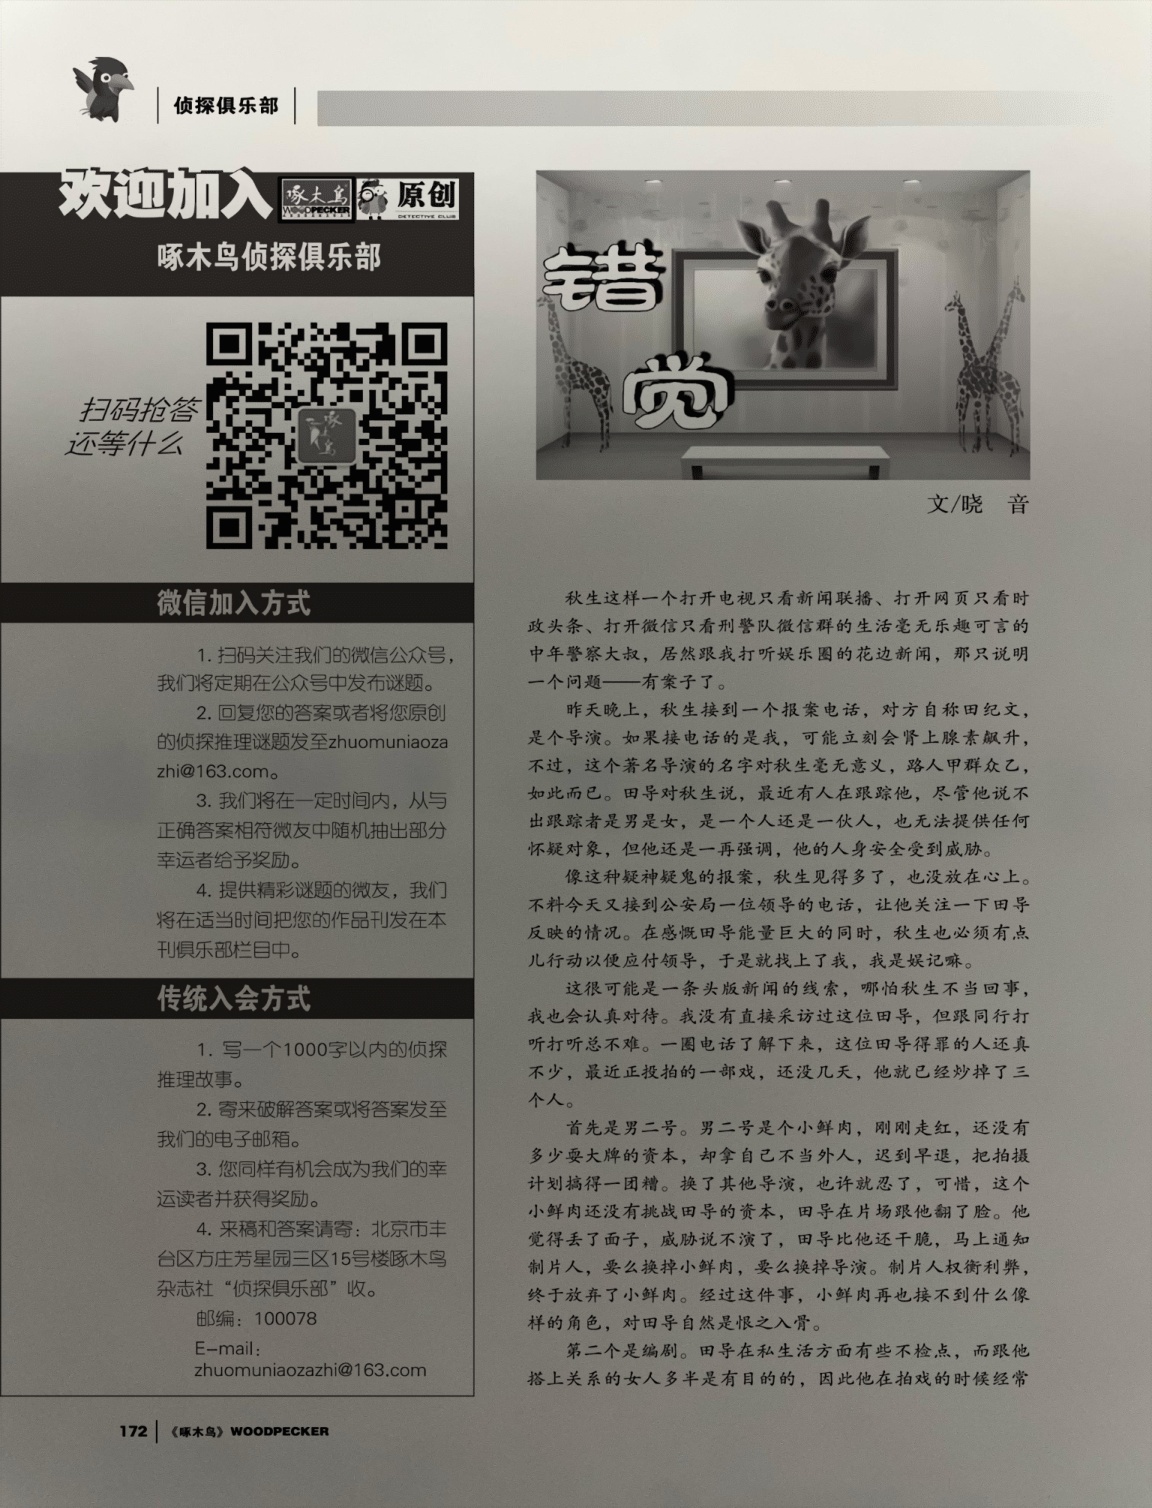 侦探俱乐部
欢迎加入 啄木鸟 WOODPECKER 原创 DETECTIVE CLUB
啄木鸟侦探俱乐部
扫码抢答
还等什么
啄木鸟
微信加入方式
1. 扫码关注我们的微信公众号，
我们将定期在公众号中发布谜题。
2. 回复您的答案或者将您原创
的侦探推理谜题发至zhuomuniaoza
zhi@163.com。
3. 我们将在一定时间内，从与
正确答案相符微友中随机抽出部分
幸运者给予奖励。
4. 提供精彩谜题的微友，我们
将在适当时间把您的作品刊发在本
刊俱乐部栏目中。
传统入会方式
1. 写一个1000字以内的侦探
推理故事。
2. 寄来破解答案或将答案发至
我们的电子邮箱。
3. 您同样有机会成为我们的幸
运读者并获得奖励。
4. 来稿和答案请寄：北京市丰
台区方庄芳星园三区15号楼啄木鸟
杂志社“侦探俱乐部”收。
邮编：100078
E-mail：
zhuomuniaozazhi@163.com
错
觉
文/晓 音
秋生这样一个打开电视只看新闻联播、打开网页只看时
政头条、打开微信只看刑警队微信群的生活毫无乐趣可言的
中年警察大叔，居然跟我打听娱乐圈的花边新闻，那只说明
一个问题——有案子了。
昨天晚上，秋生接到一个报案电话，对方自称田纪文，
是个导演。如果接电话的是我，可能立刻会肾上腺素飙升，
不过，这个著名导演的名字对秋生毫无意义，路人甲群众乙，
如此而已。田导对秋生说，最近有人在跟踪他，尽管他说不
出跟踪者是男是女，是一个人还是一伙人，也无法提供任何
怀疑对象，但他还是一再强调，他的人身安全受到威胁。
像这种疑神疑鬼的报案，秋生见得多了，也没放在心上。
不料今天又接到公安局一位领导的电话，让他关注一下田导
反映的情况。在感慨田导能量巨大的同时，秋生也必须有点
儿行动以便应付领导，于是就找上了我，我是娱记嘛。
这很可能是一条头版新闻的线索，哪怕秋生不当回事，
我也会认真对待。我没有直接采访过这位田导，但跟同行打
听打听总不难。一圈电话了解下来，这位田导得罪的人还真
不少，最近正投拍的一部戏，还没几天，他就已经炒掉了三
个人。
首先是男二号。男二号是个小鲜肉，刚刚走红，还没有
多少耍大牌的资本，却拿自己不当外人，迟到早退，把拍摄
计划搞得一团糟。换了其他导演，也许就忍了，可惜，这个
小鲜肉还没有挑战田导的资本，田导在片场跟他翻了脸。他
觉得丢了面子，威胁说不演了，田导比他还干脆，马上通知
制片人，要么换掉小鲜肉，要么换掉导演。制片人权衡利弊，
终于放弃了小鲜肉。经过这件事，小鲜肉再也接不到什么像
样的角色，对田导自然是恨之入骨。
第二个是编剧。田导在私生活方面有些不检点，而跟他
搭上关系的女人多半是有目的的，因此他在拍戏的时候经常
172 《啄木鸟》WOODPECKER